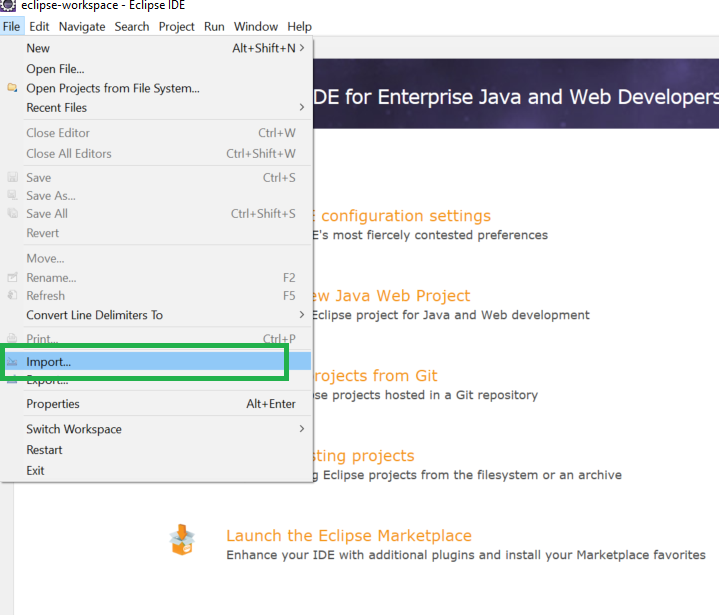 eclipse-workspace - Eclipse IDE
File Edit Navigate Search Project Run Window Help
New Alt+Shift+N >
Open File...
Open Projects from File System...
Recent Files >
Close Editor Ctrl+W
Close All Editors Ctrl+Shift+W
Save Ctrl+S
Save As...
Save All Ctrl+Shift+S
Revert
Move...
Rename... F2
Refresh F5
Convert Line Delimiters To >
Print... Ctrl+P
Import...
Export...
Properties Alt+Enter
Switch Workspace >
Restart
Exit
DE for Enterprise Java and Web Developers
E configuration settings
E's most fiercely contested preferences
ew Java Web Project
Eclipse project for Java and Web development
rojects from Git
pse projects hosted in a Git repository
sting projects
g Eclipse projects from the filesystem or an archive
Launch the Eclipse Marketplace
Enhance your IDE with additional plugins and install your Marketplace favorites